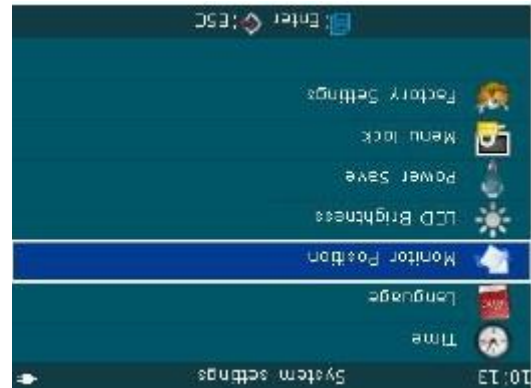 10:13 System settings
Time
Language
Monitor Position
LCD Brightness
Power Save
Menu lock
Factory Settings
:Enter :ESC